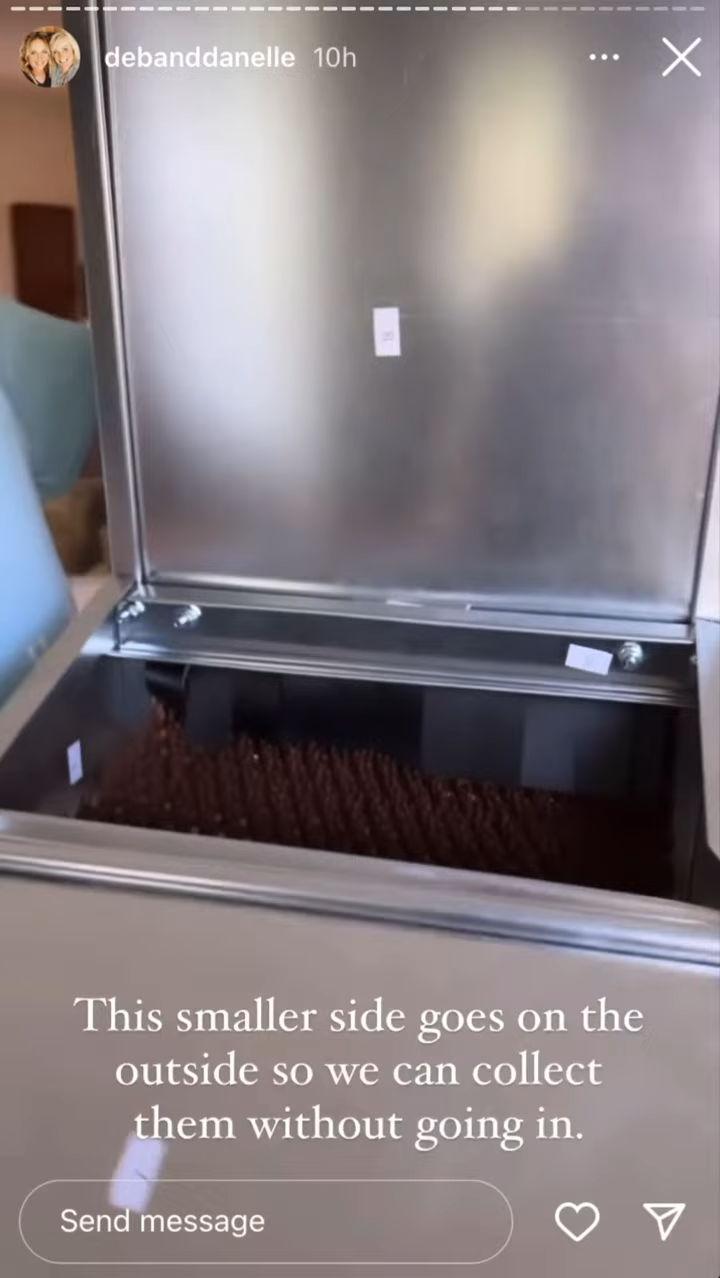 debanddanelle 10h
This smaller side goes on the
outside so we can collect
them without going in.
Send message